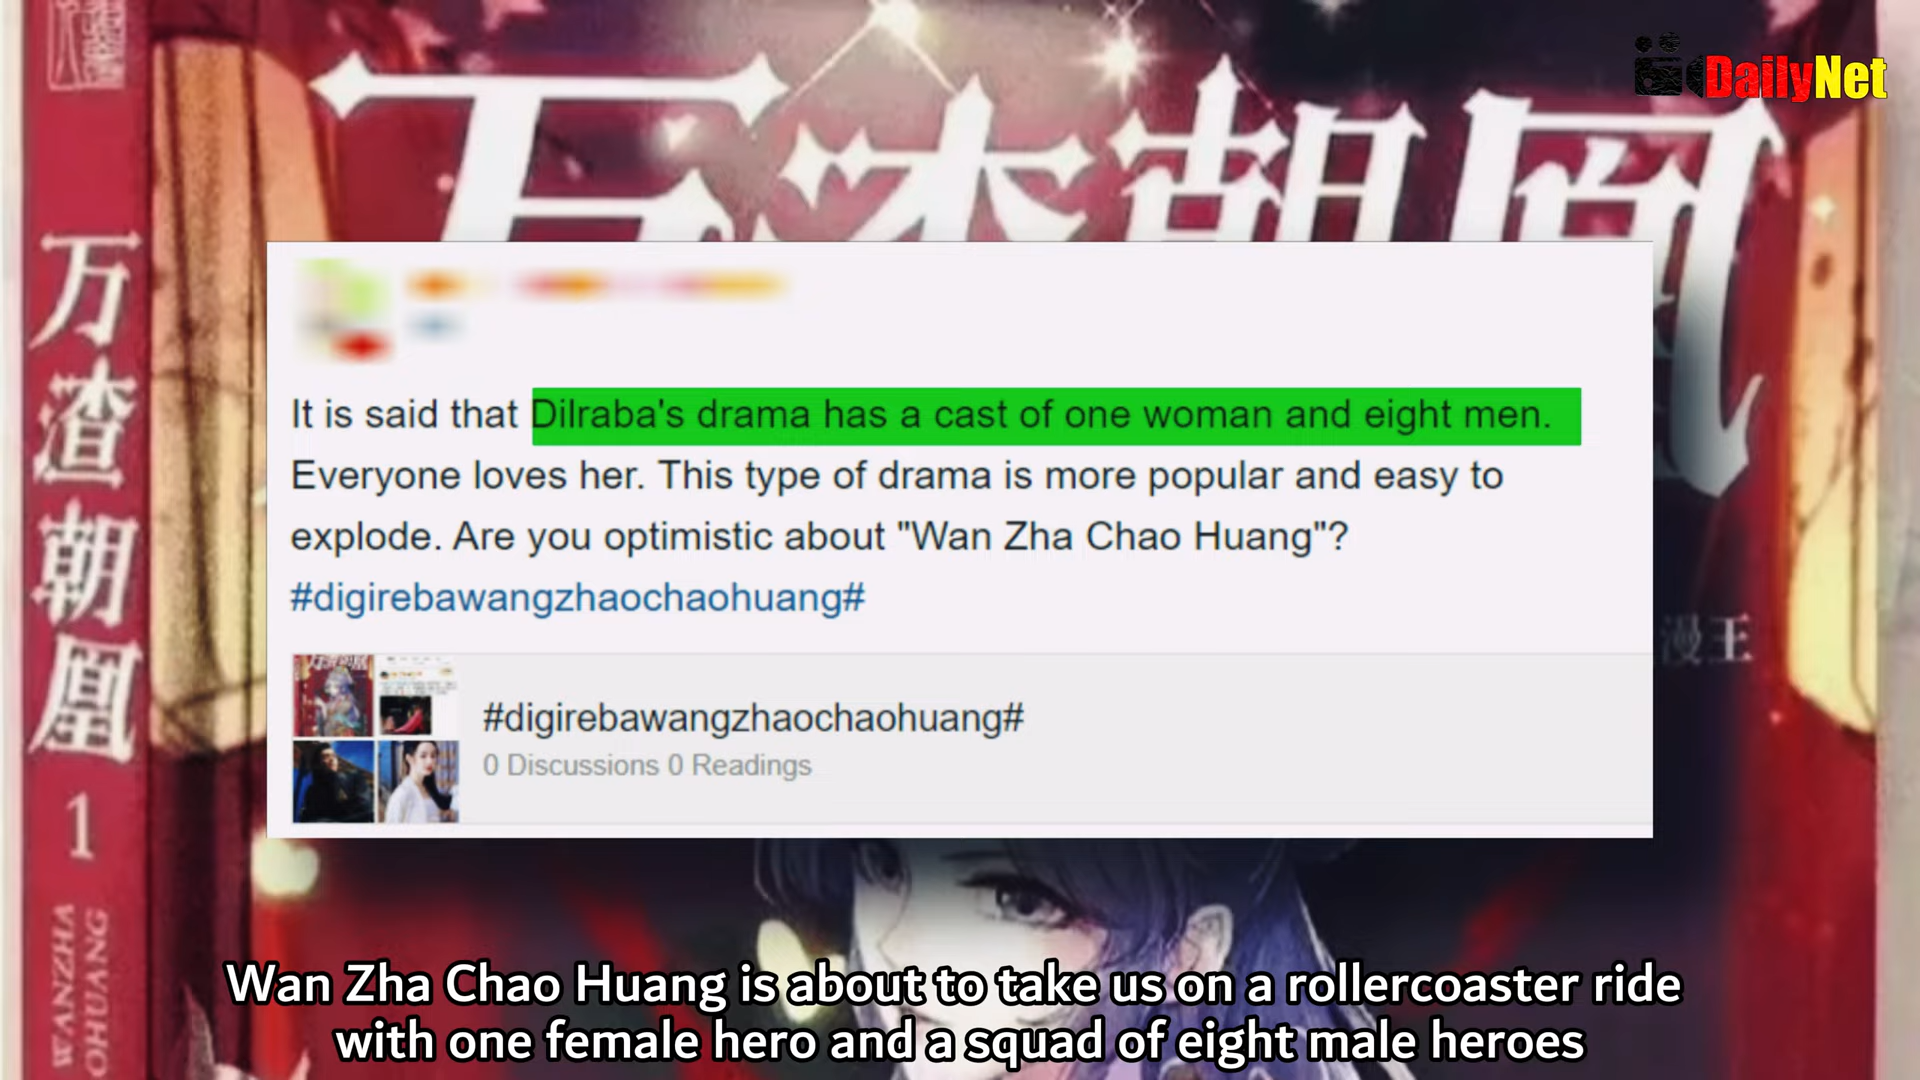 DailyNet
万渣朝凰
万渣朝凰
1
WANZHA
OHUANG
漫王
It is said that Dilraba's drama has a cast of one woman and eight men.
Everyone loves her. This type of drama is more popular and easy to
explode. Are you optimistic about "Wan Zha Chao Huang"?
#digirebawangzhaochaohuang#
#digirebawangzhaochaohuang#
0 Discussions 0 Readings
Wan Zha Chao Huang is about to take us on a rollercoaster ride
with one female hero and a squad of eight male heroes